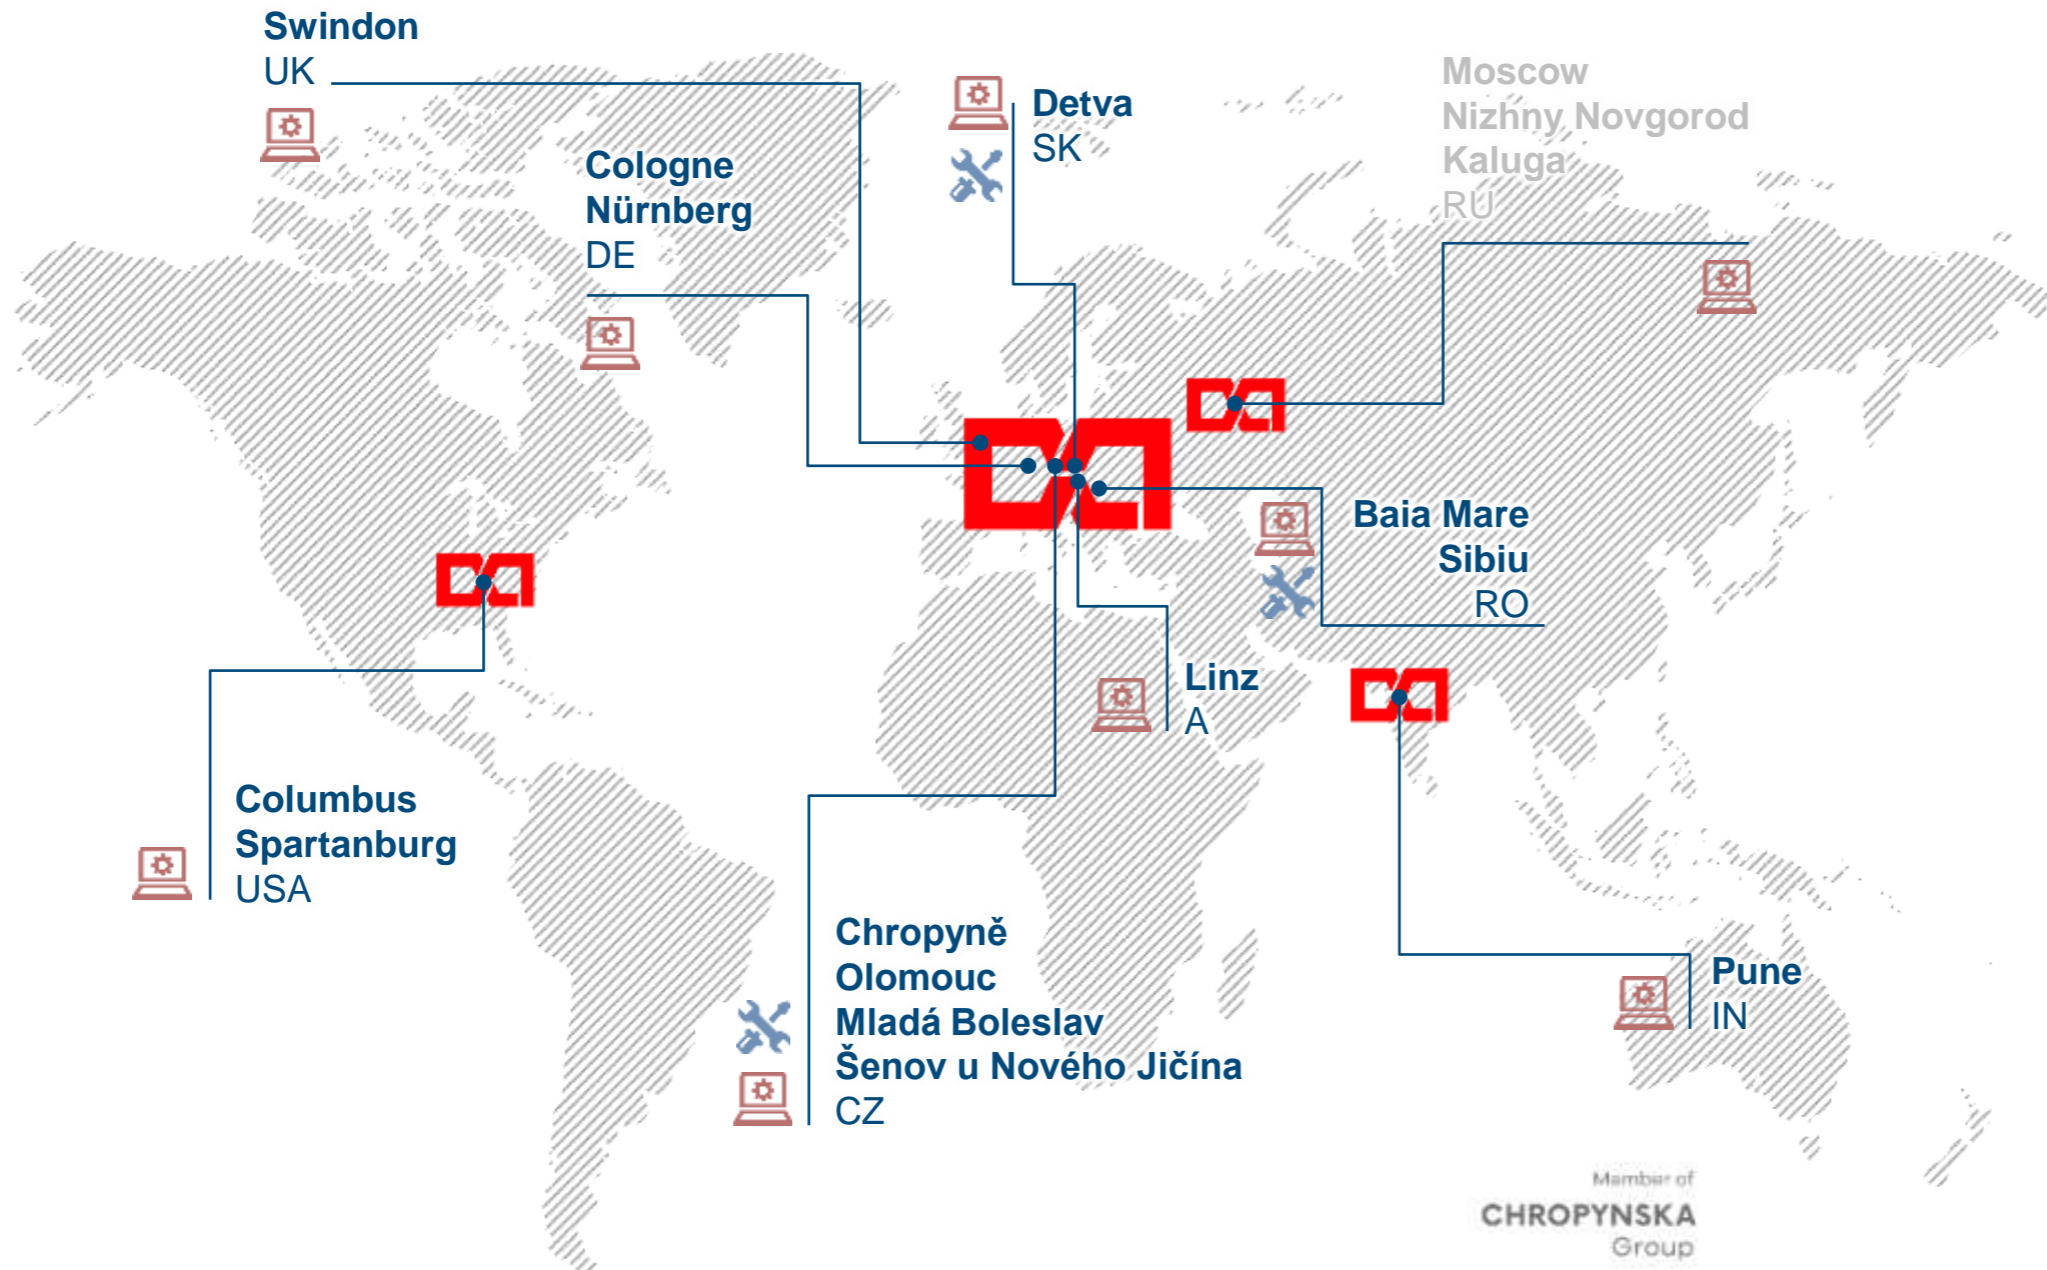 Swindon
UK
Cologne
Nürnberg
DE
Detva
SK
Moscow
Nizhny Novgorod
Kaluga
RU
Baia Mare
Sibiu
RO
Linz
A
Columbus
Spartanburg
USA
Chropyně
Olomouc
Mladá Boleslav
Šenov u Nového Jičína
CZ
Pune
IN
Member of
CHROPYNSKA
Group